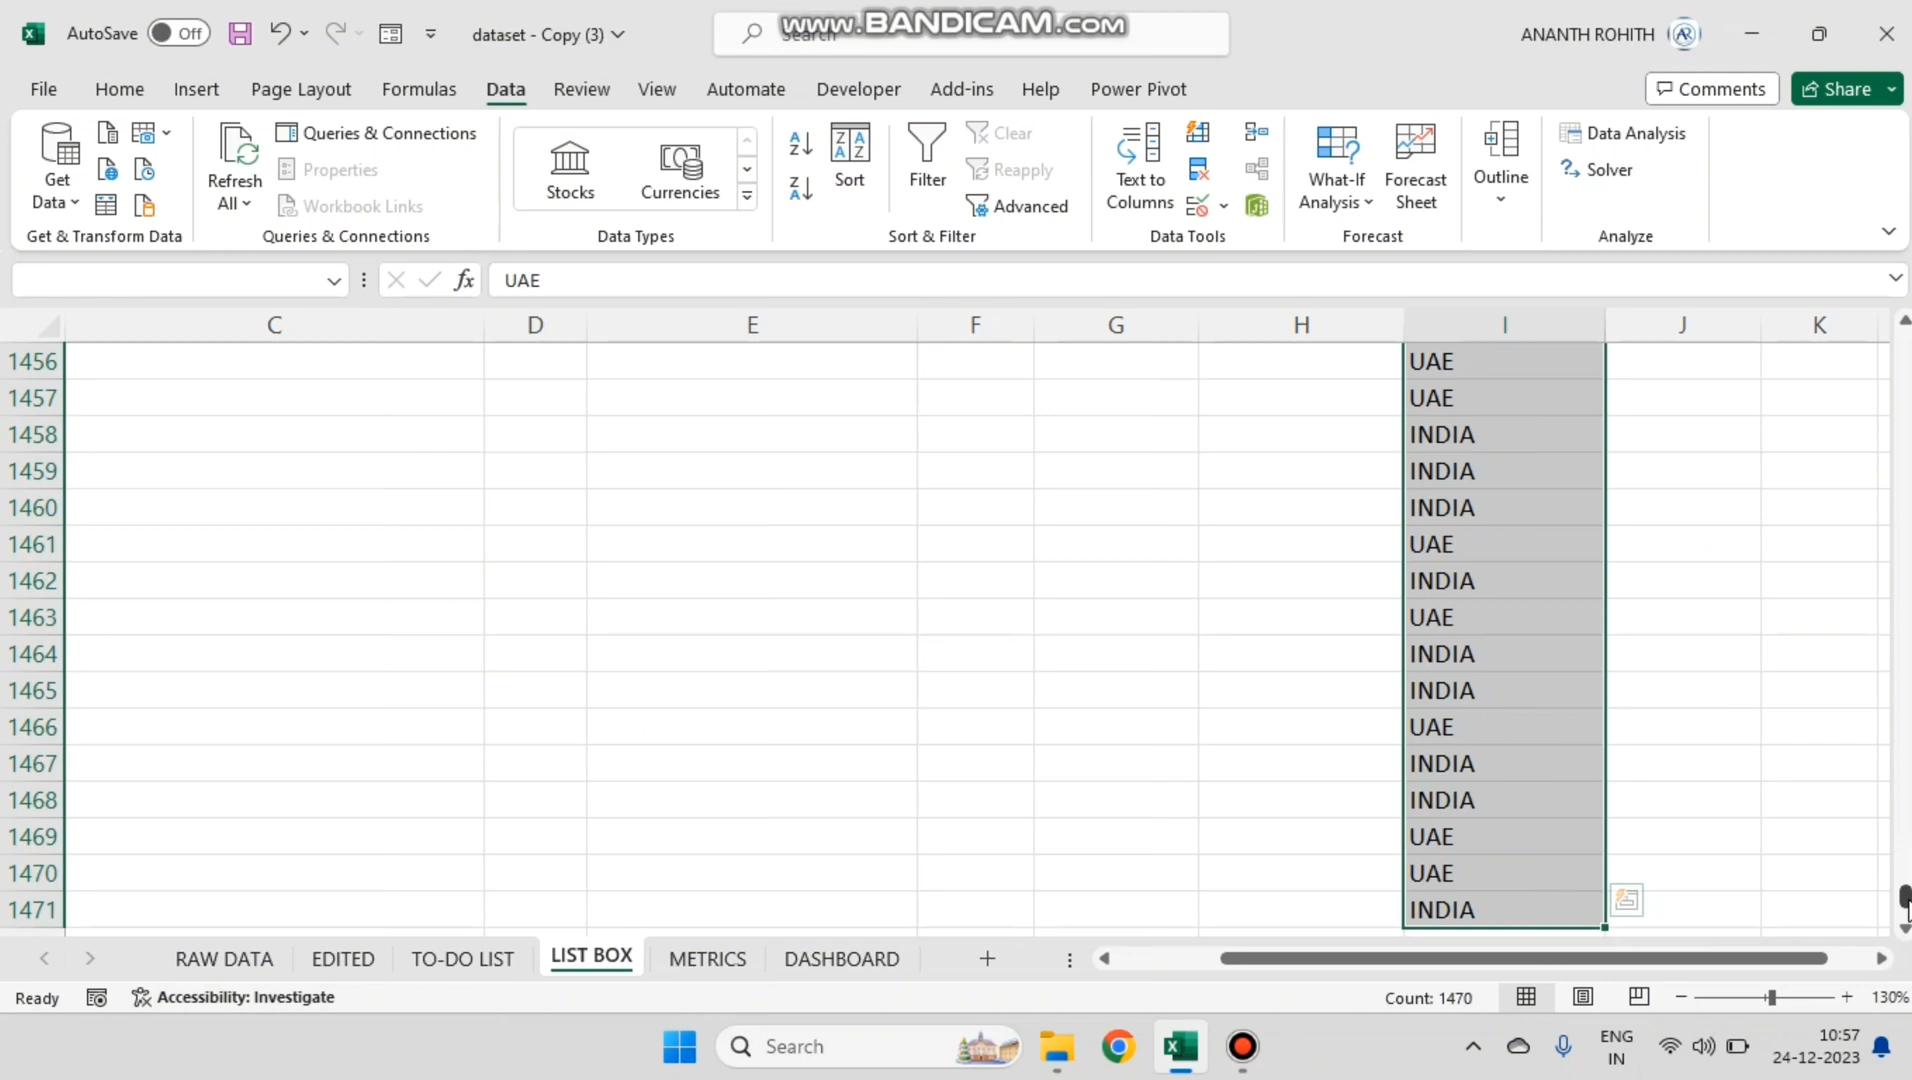 AutoSave Off dataset - Copy (3) www.BANDICAM.com ANANTH ROHITH AR
File Home Insert Page Layout Formulas Data Review View Automate Developer Add-ins Help Power Pivot Comments Share
Get Data
Refresh All
Queries & Connections
Properties
Workbook Links
Stocks
Currencies
Sort
Filter
Clear
Reapply
Advanced
Text to Columns
What-If Analysis
Forecast Sheet
Outline
Data Analysis
Solver
Get & Transform Data Queries & Connections Data Types Sort & Filter Data Tools Forecast Analyze
fx UAE
C D E F G H I J K
1456 UAE
1457 UAE
1458 INDIA
1459 INDIA
1460 INDIA
1461 UAE
1462 INDIA
1463 UAE
1464 INDIA
1465 INDIA
1466 UAE
1467 INDIA
1468 INDIA
1469 UAE
1470 UAE
1471 INDIA
RAW DATA EDITED TO-DO LIST LIST BOX METRICS DASHBOARD
Ready Accessibility: Investigate Count: 1470 130%
Search ENG IN 10:57 24-12-2023